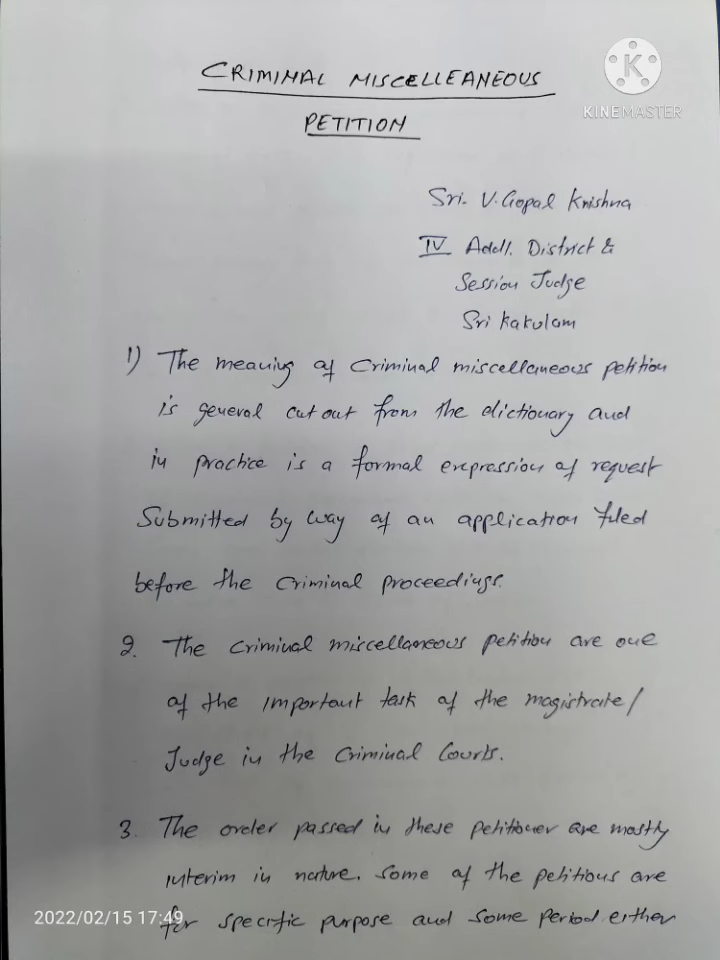 CRIMINAL MISCELLEANEOUS
PETITION
K
KINEMASTER
Sri. V. Gopal Krishna
IV Addl. District &
Session Judge
Sri Kakulam
1) The meaning of Criminal miscellaneous petition
is general cut out from the dictionary and
in practice is a formal expression of request
Submitted by way of an application filed
before the Criminal proceedings.
2. The Criminal miscellaneous petition are one
of the important task of the magistrate/
Judge in the Criminal Courts.
3. The order passed in these petitioner are mostly
interim in nature. Some of the petitions are
for specific purpose and some period either
2022/02/15 17:49